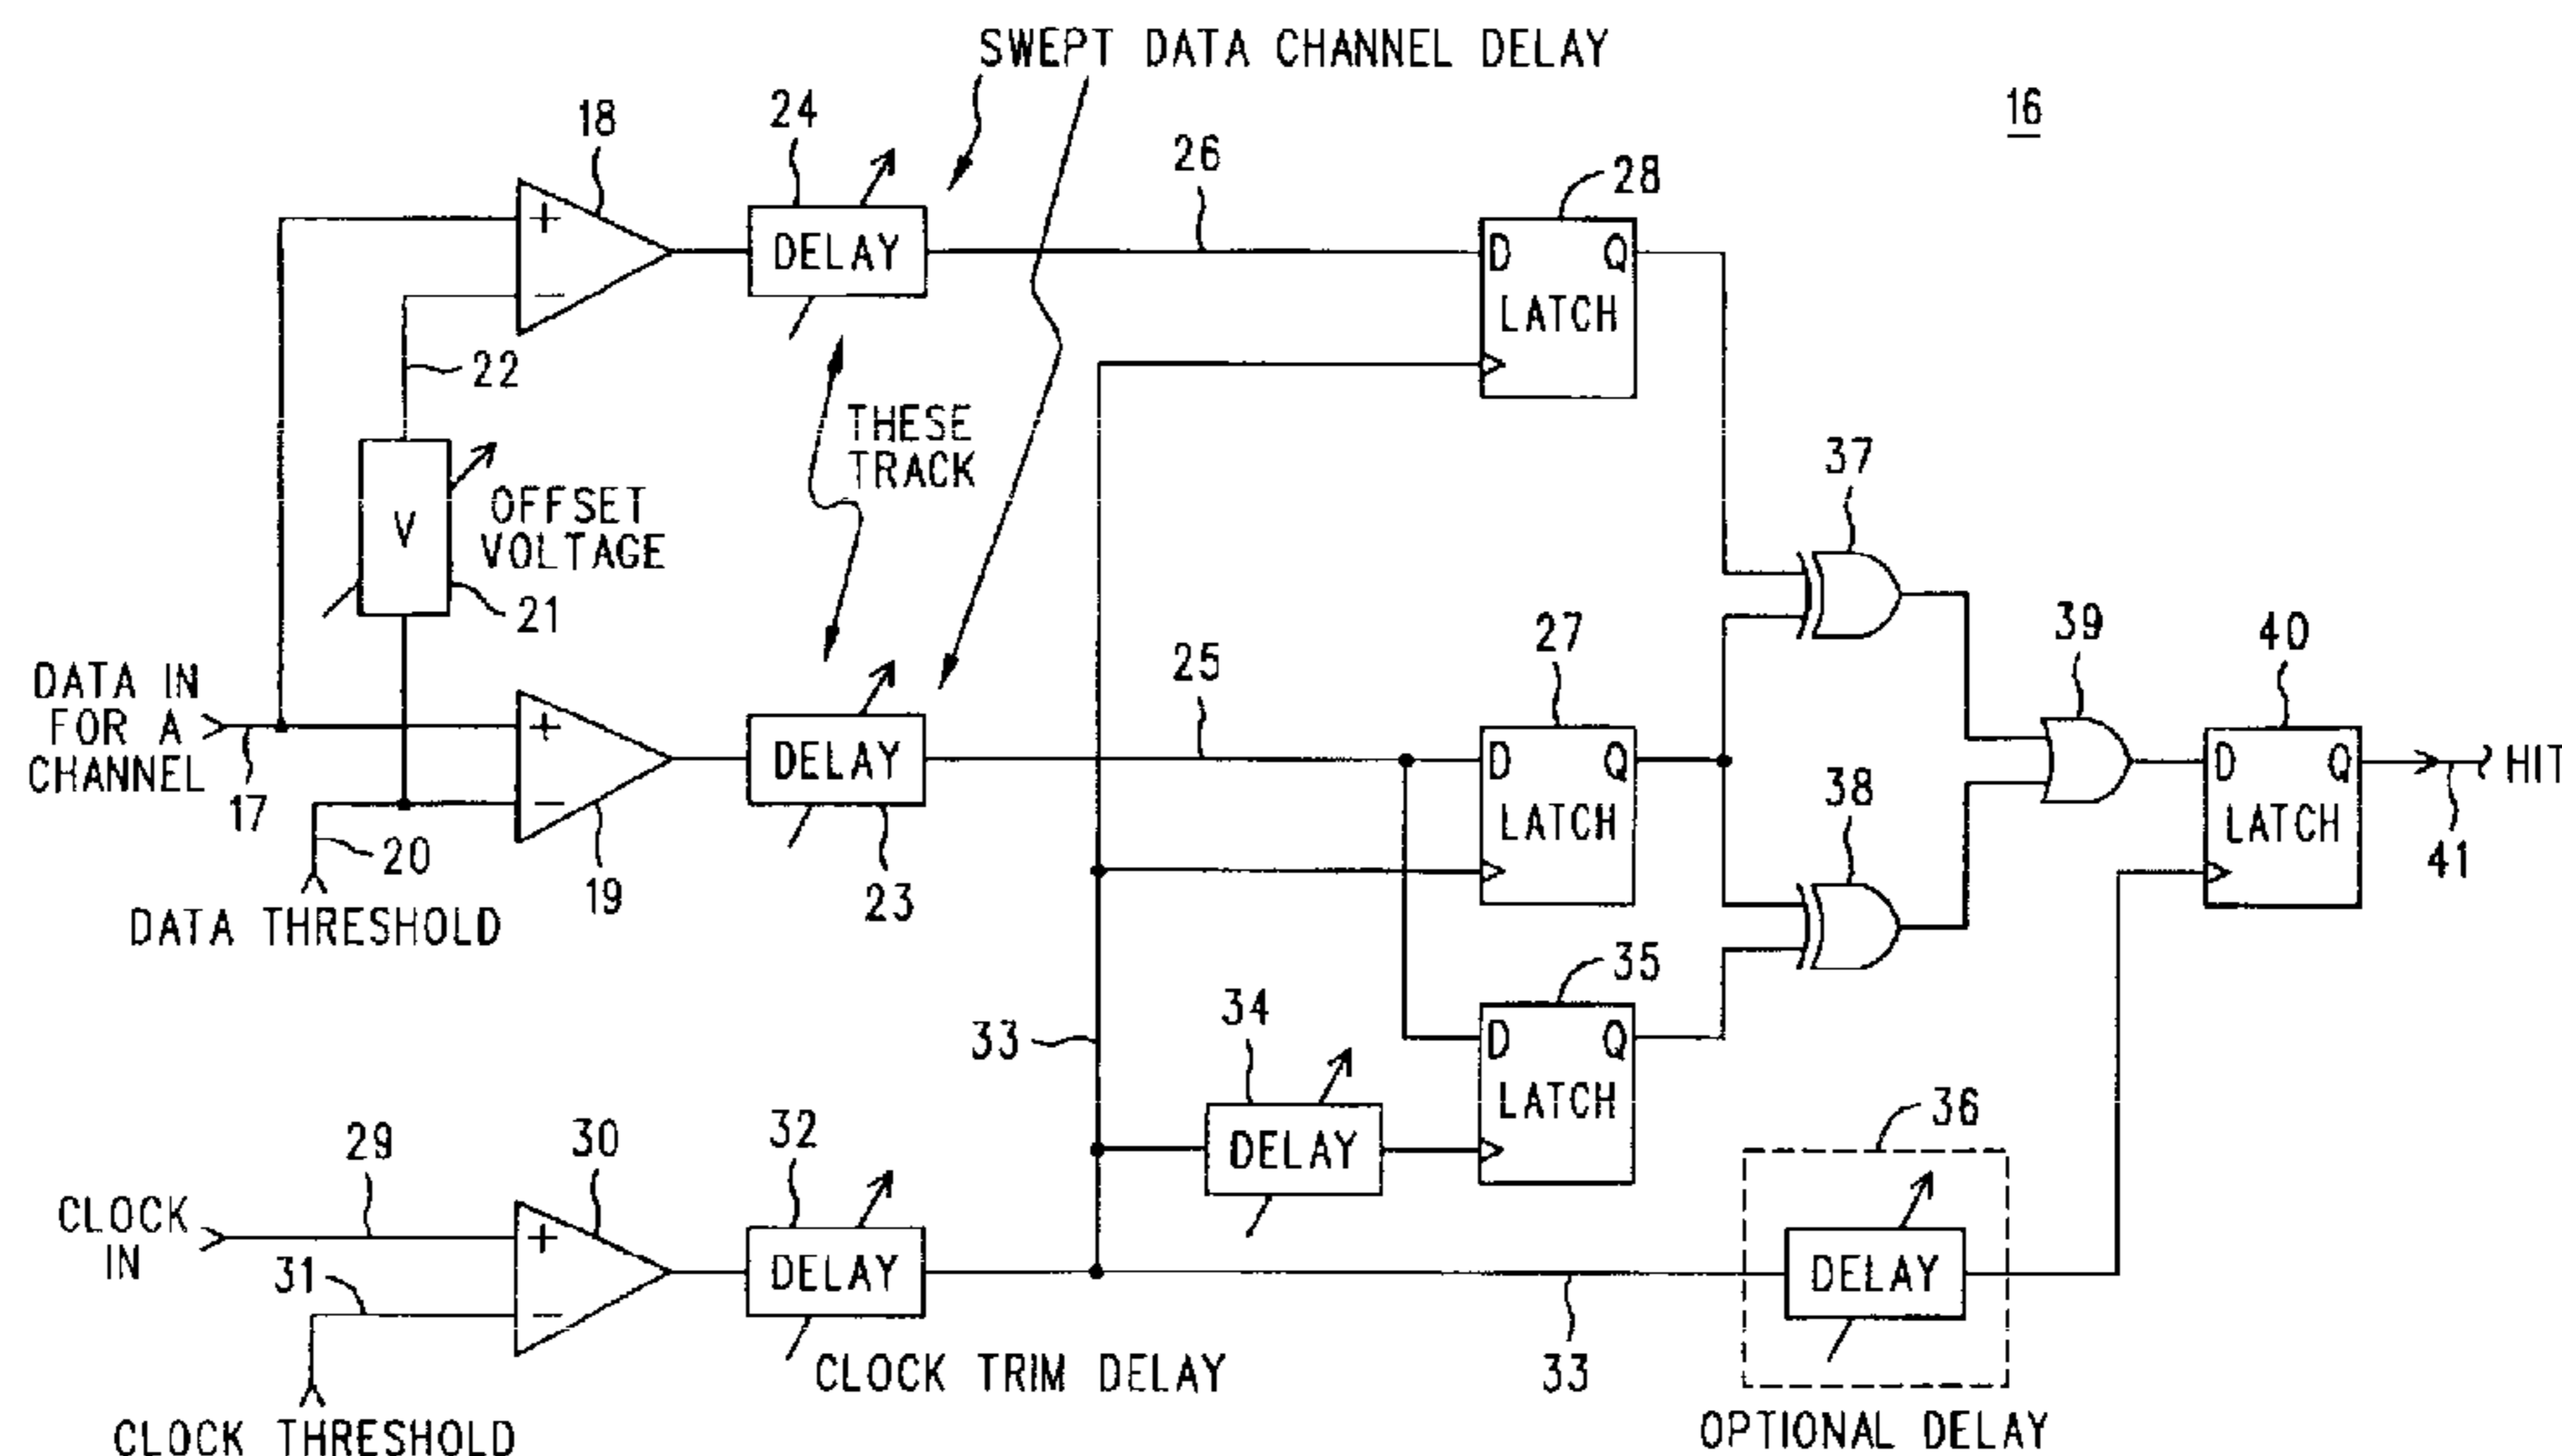 SWEPT DATA CHANNEL DELAY
16
18
24
26
28
+
−
DELAY
D
Q
LATCH
22
THESE
TRACK
V
OFFSET
VOLTAGE
21
37
DATA IN
FOR A
CHANNEL
17
+
−
19
DELAY
23
25
27
D
Q
LATCH
39
40
D
Q
LATCH
HIT
41
20
DATA THRESHOLD
38
35
D
Q
LATCH
33
34
DELAY
36
CLOCK
IN
29
30
32
+
−
31
DELAY
DELAY
33
CLOCK TRIM DELAY
CLOCK THRESHOLD
OPTIONAL DELAY